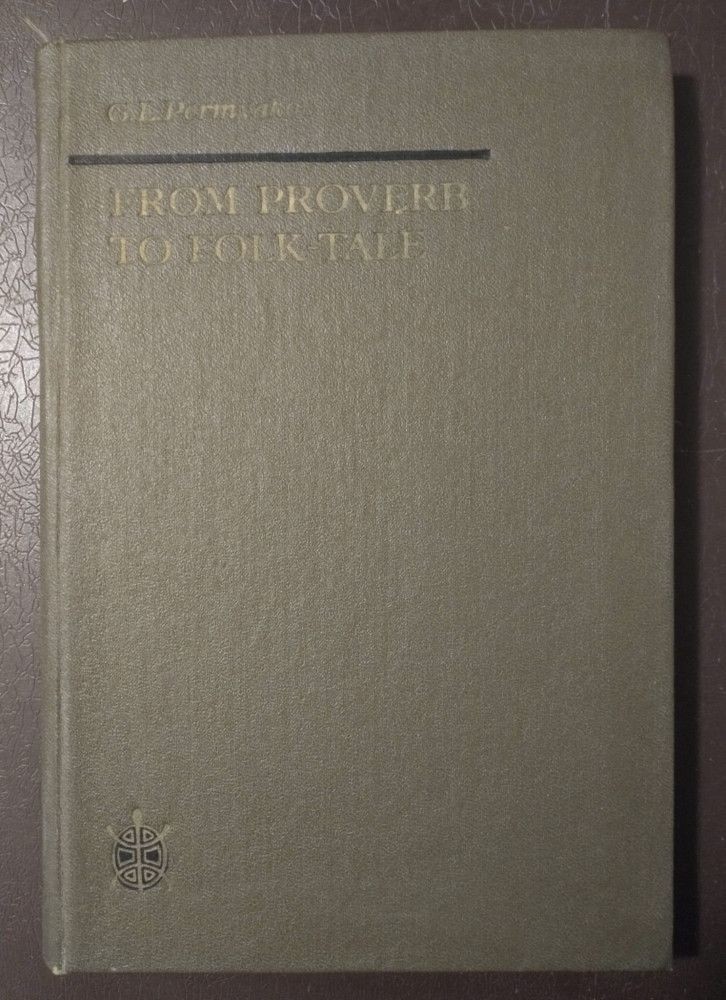 G.L. Permyakov
FROM PROVERB
TO FOLK-TALE